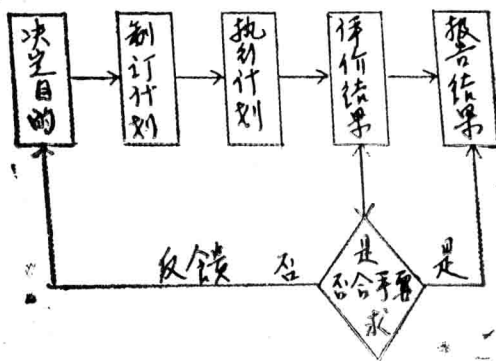 决定目的
制订计划
执行计划
评价结果
报告结果
反馈
否
是
否合乎要
求
是